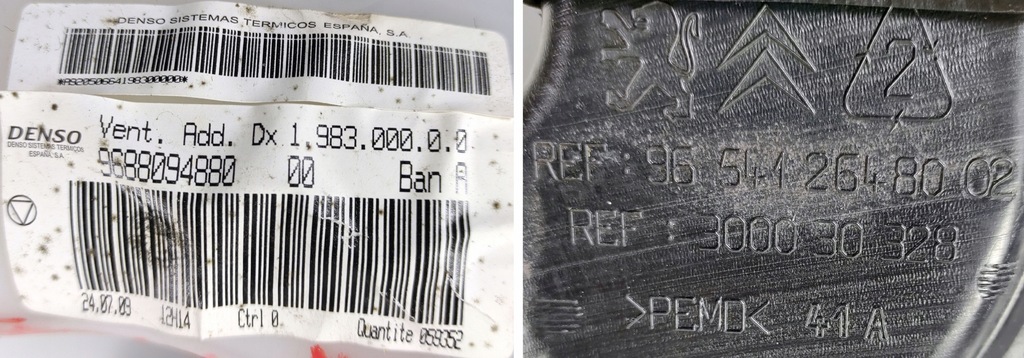 DENSO SISTEMAS TERMICOS ESPAÑA, S.A.
DENSO
DENSO SISTEMAS TERMICOS
ESPAÑA, S.A.
Vent. Add. Dx 1.983.000.0.0
9688094880 00 Ban A
24.07.09 12H14 Ctrl 0 Quantite 059352
2
REF : 96 541 264 80 02
REF : 3000 30 328
>PEMD< 41A